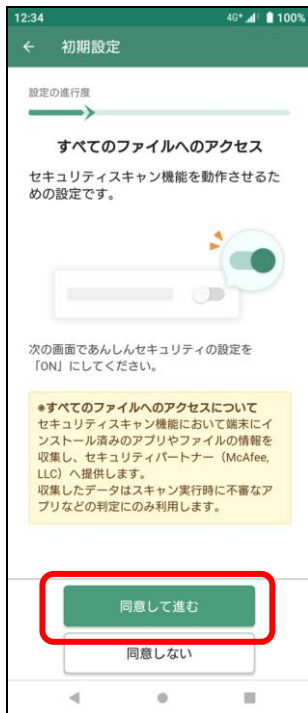 12:34
4G+ 100%
初期設定
設定の進行度
すべてのファイルへのアクセス
セキュリティスキャン機能を動作させるた
めの設定です。
次の画面であんしんセキュリティの設定を
「ON」にしてください。
※すべてのファイルへのアクセスについて
セキュリティスキャン機能において端末にイ
ンストール済みのアプリやファイルの情報を
収集し、セキュリティパートナー（McAfee,
LLC）へ提供します。
収集したデータはスキャン実行時に不審なア
プリなどの判定にのみ利用します。
同意して進む
同意しない